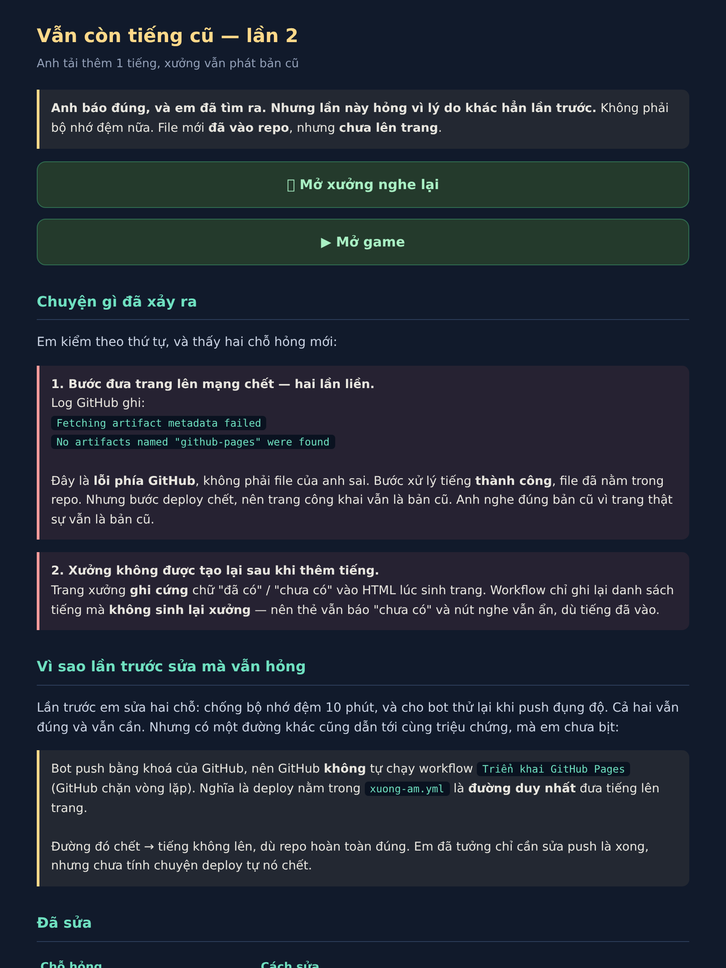 Vẫn còn tiếng cũ — lần 2
Anh tải thêm 1 tiếng, xưởng vẫn phát bản cũ
Anh báo đúng, và em đã tìm ra. Nhưng lần này hỏng vì lý do khác hẳn lần trước. Không phải
bộ nhớ đệm nữa. File mới đã vào repo, nhưng chưa lên trang.
Mở xưởng nghe lại
▶ Mở game
Chuyện gì đã xảy ra
Em kiểm theo thứ tự, và thấy hai chỗ hỏng mới:
1. Bước đưa trang lên mạng chết — hai lần liền.
Log GitHub ghi:
Fetching artifact metadata failed
No artifacts named "github-pages" were found
Đây là lỗi phía GitHub, không phải file của anh sai. Bước xử lý tiếng thành công, file đã nằm trong
repo. Nhưng bước deploy chết, nên trang công khai vẫn là bản cũ. Anh nghe đúng bản cũ vì trang thật
sự vẫn là bản cũ.
2. Xưởng không được tạo lại sau khi thêm tiếng.
Trang xưởng ghi cứng chữ "đã có" / "chưa có" vào HTML lúc sinh trang. Workflow chỉ ghi lại danh sách
tiếng mà không sinh lại xưởng — nên thẻ vẫn báo "chưa có" và nút nghe vẫn ẩn, dù tiếng đã vào.
Vì sao lần trước sửa mà vẫn hỏng
Lần trước em sửa hai chỗ: chống bộ nhớ đệm 10 phút, và cho bot thử lại khi push đụng độ. Cả hai vẫn
đúng và vẫn cần. Nhưng có một đường khác cũng dẫn tới cùng triệu chứng, mà em chưa bịt:
Bot push bằng khoá của GitHub, nên GitHub không tự chạy workflow Triển khai GitHub Pages
(GitHub chặn vòng lặp). Nghĩa là deploy nằm trong xuong-am.yml là đường duy nhất đưa tiếng lên
trang.
Đường đó chết → tiếng không lên, dù repo hoàn toàn đúng. Em đã tưởng chỉ cần sửa push là xong,
nhưng chưa tính chuyện deploy tự nó chết.
Đã sửa
Chỗ hỏng Cách sửa